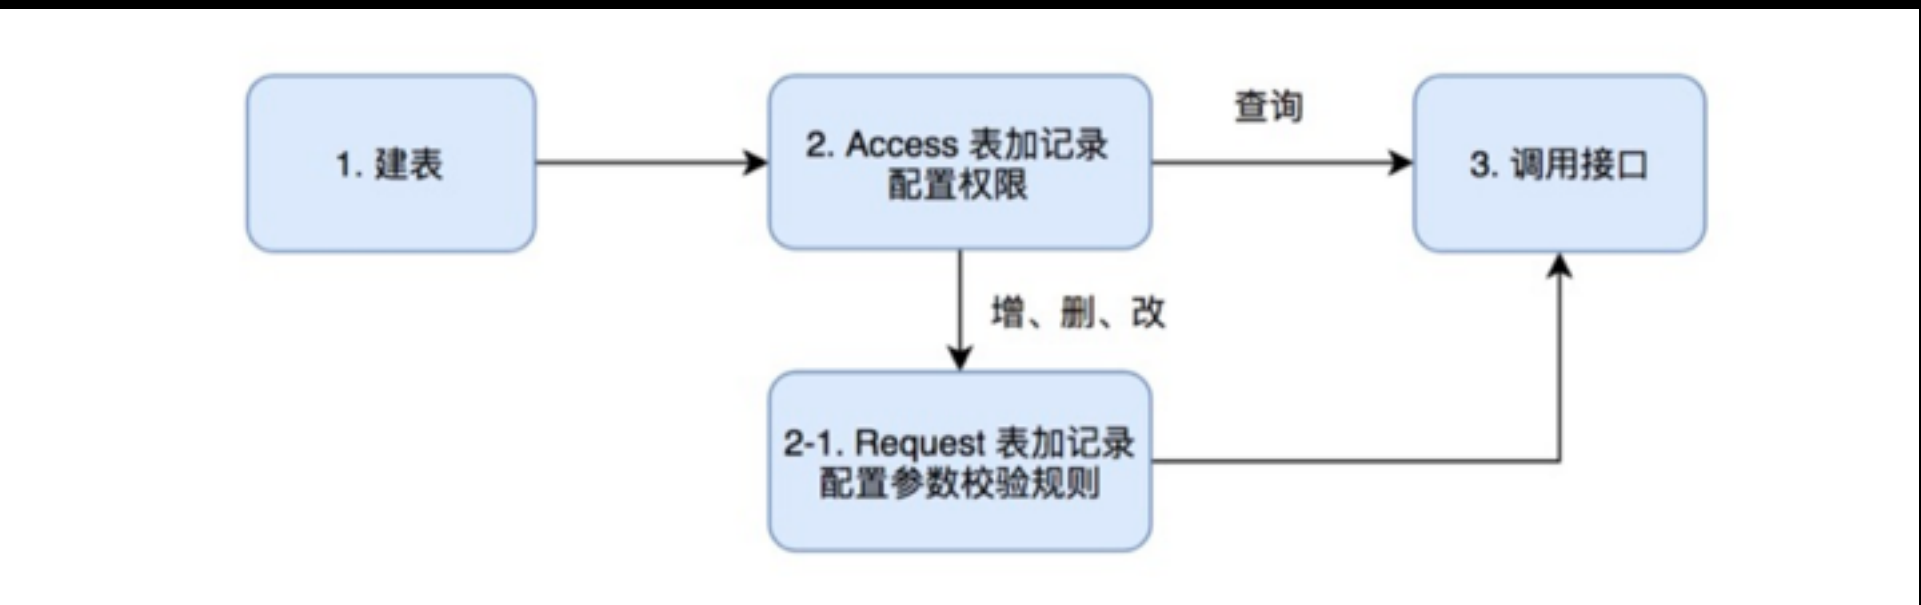 1. 建表
2. Access 表加记录
配置权限
查询
3. 调用接口
增、删、改
2-1. Request 表加记录
配置参数校验规则